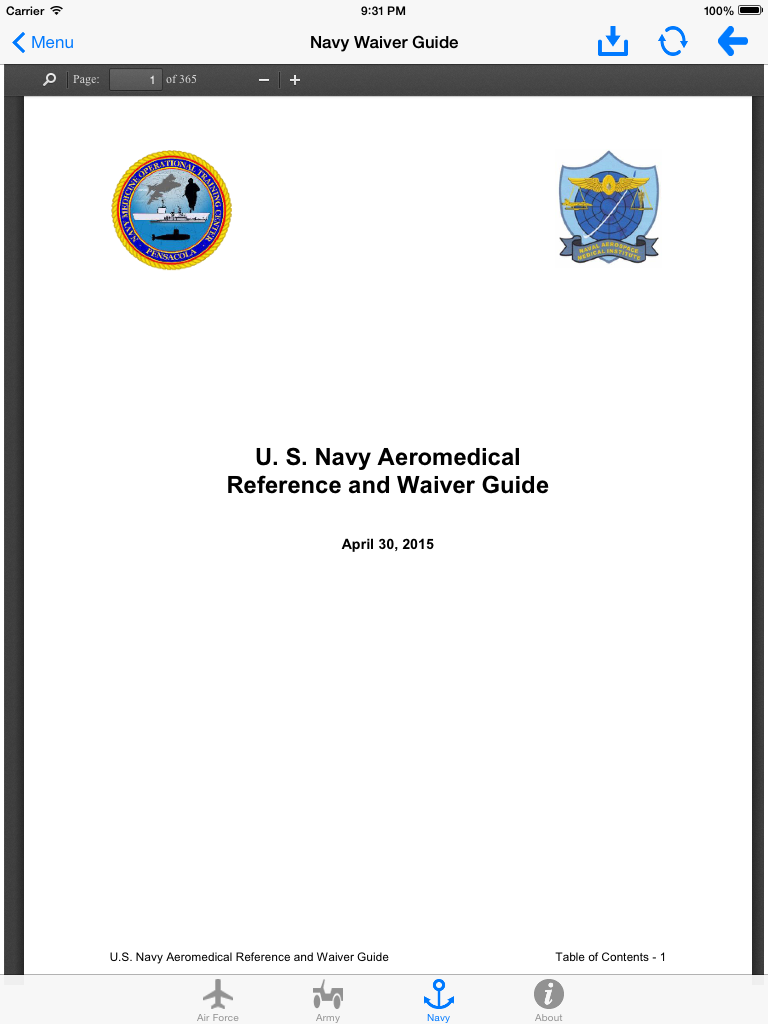 Carrier 9:31 PM 100%
Menu Navy Waiver Guide
Page: 1 of 365
NAVY MEDICINE OPERATIONAL TRAINING CENTER
PENSACOLA
NAVAL AEROSPACE
MEDICAL INSTITUTE
U. S. Navy Aeromedical
Reference and Waiver Guide
April 30, 2015
U.S. Navy Aeromedical Reference and Waiver Guide Table of Contents - 1
Air Force Army Navy About